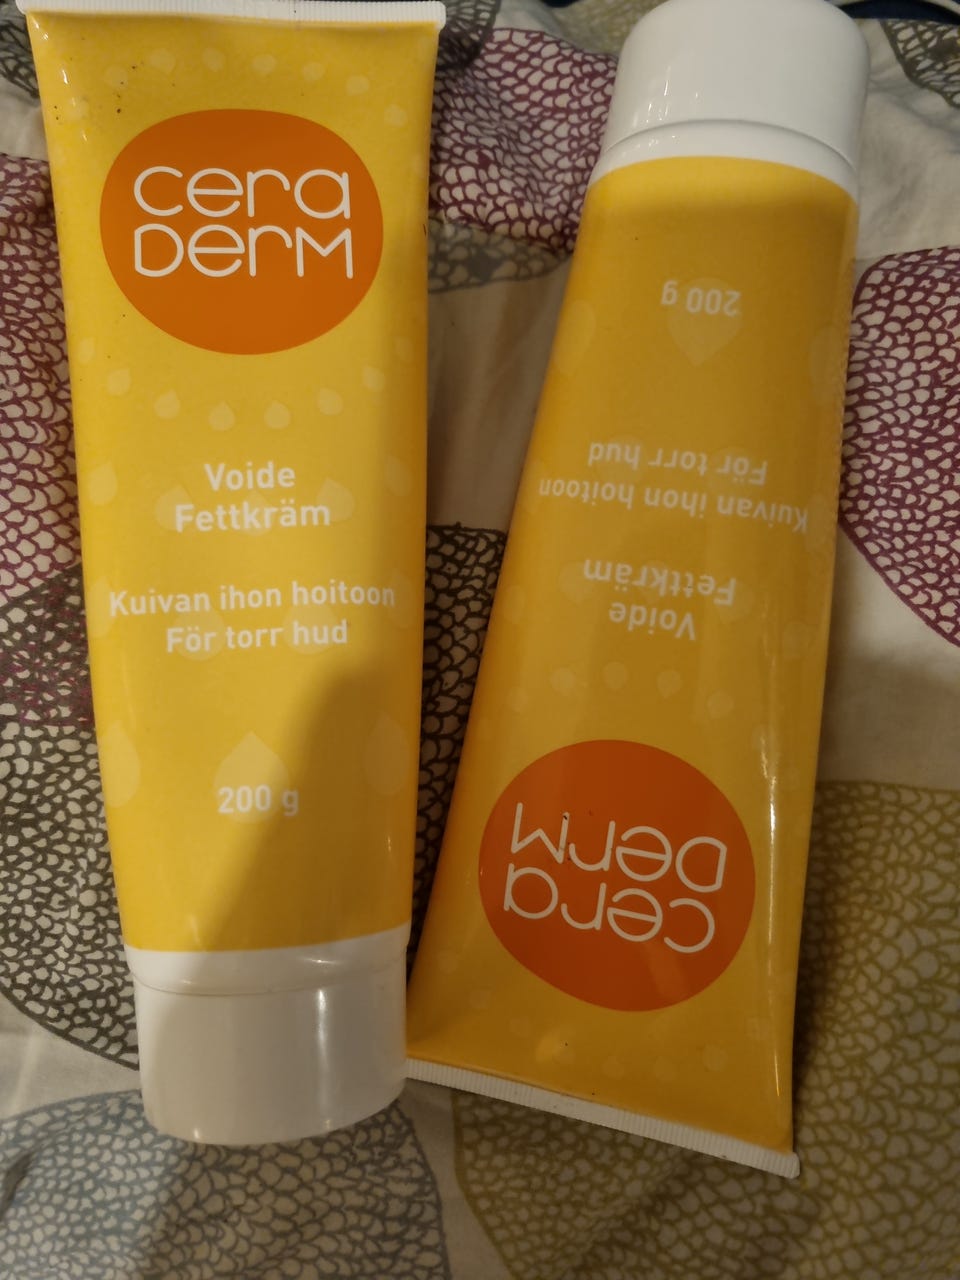 cera
DERM
Voide
Fettkräm
Kuivan ihon hoitoon
För torr hud
200 g
cera
DERM
Voide
Fettkräm
Kuivan ihon hoitoon
För torr hud
200 g